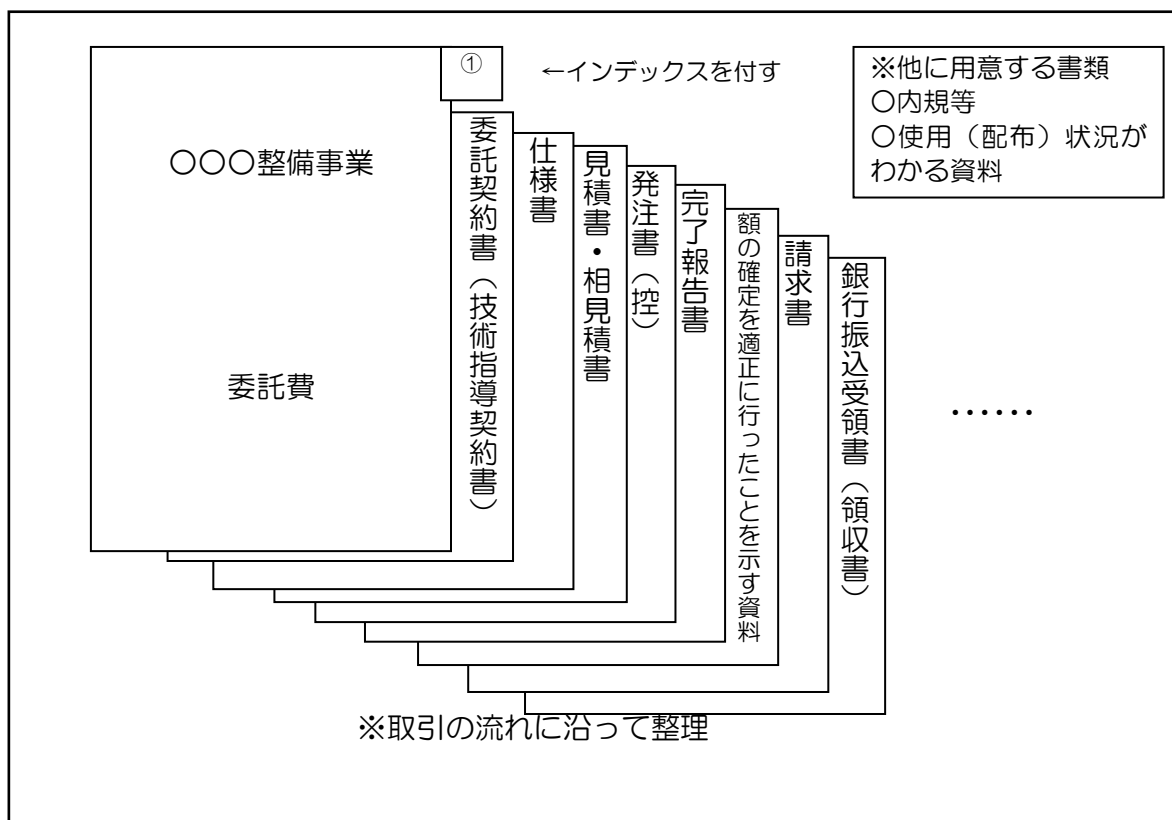 ①
←インデックスを付す
※他に用意する書類
〇内規等
〇使用（配布）状況が
わかる資料
〇〇〇整備事業
委託費
委託契約書（技術指導契約書）
仕様書
見積書・相見積書
発注書（控）
完了報告書
額の確定を適正に行ったことを示す資料
請求書
銀行振込受領書（領収書）
……
※取引の流れに沿って整理